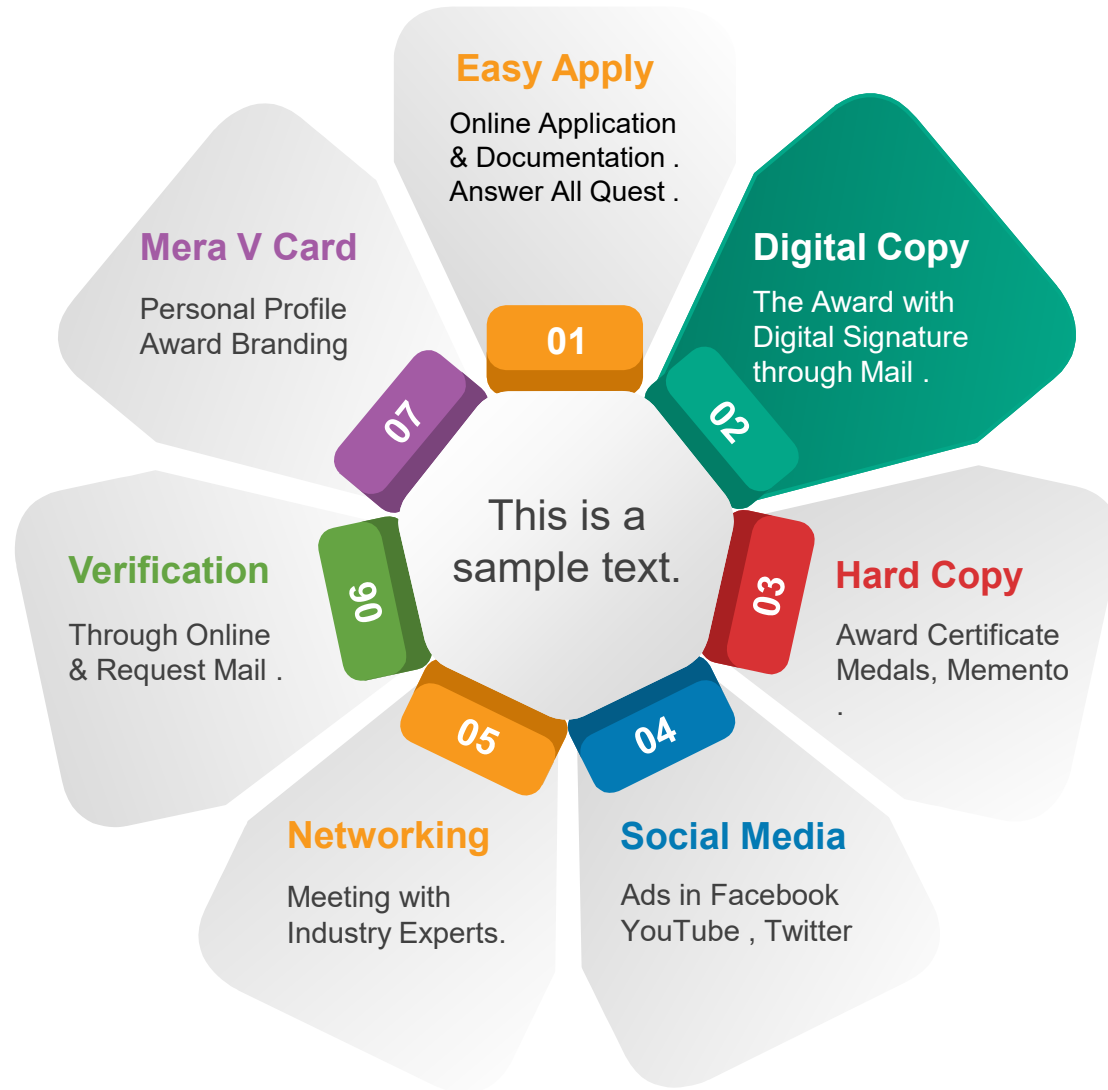 Easy Apply
Online Application
& Documentation .
Answer All Quest .
01
Digital Copy
The Award with
Digital Signature
through Mail .
02
Hard Copy
Award Certificate
Medals, Memento
.
03
Social Media
Ads in Facebook
YouTube , Twitter
04
Networking
Meeting with
Industry Experts.
05
Verification
Through Online
& Request Mail .
06
Mera V Card
Personal Profile
Award Branding
07
This is a
sample text.